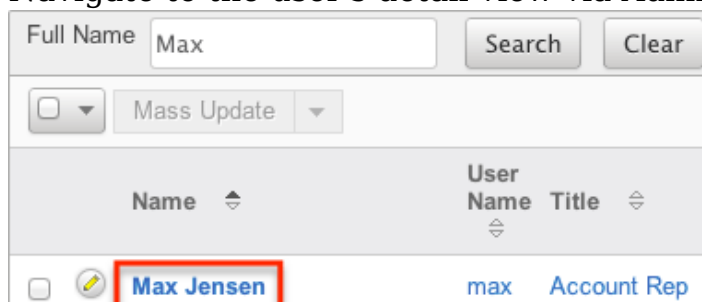 Full Name Max Search Clear
Mass Update
User
Name Name Title
Max Jensen max Account Rep